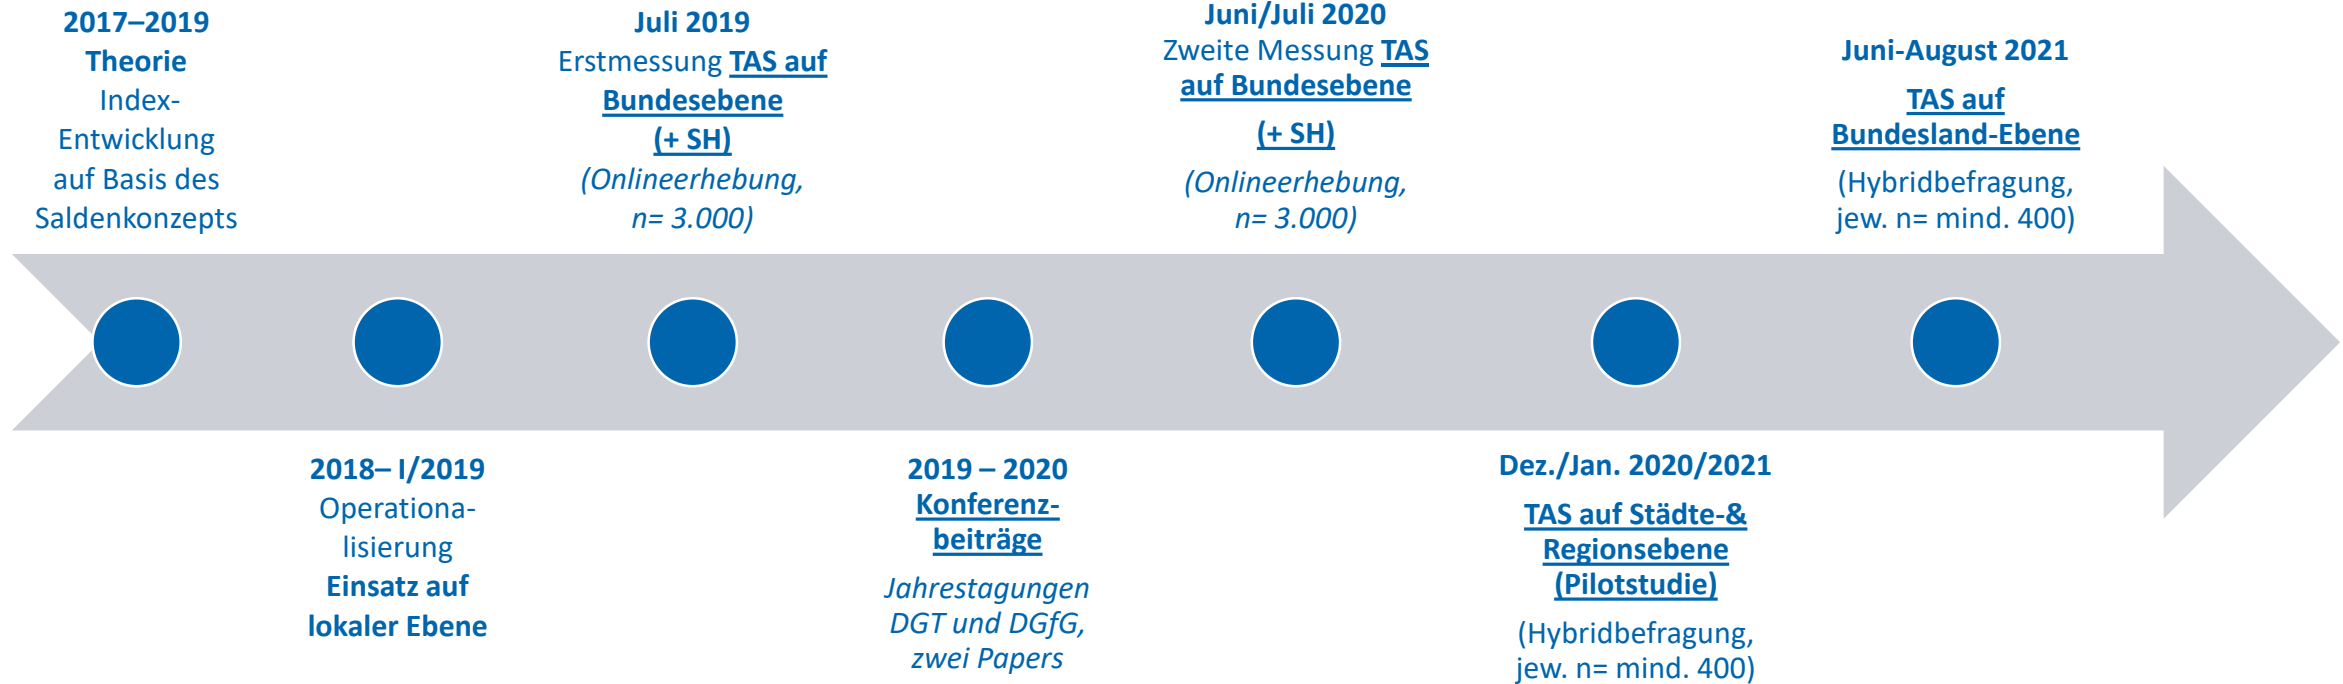 2017–2019
Theorie
Index-
Entwicklung
auf Basis des
Saldenkonzepts
2018– I/2019
Operationa-
lisierung
Einsatz auf
lokaler Ebene
Juli 2019
Erstmessung TAS auf
Bundesebene
(+ SH)
(Onlineerhebung,
n= 3.000)
2019 – 2020
Konferenz-
beiträge
Jahrestagungen
DGT und DGfG,
zwei Papers
Juni/Juli 2020
Zweite Messung TAS
auf Bundesebene
(+ SH)
(Onlineerhebung,
n= 3.000)
Dez./Jan. 2020/2021
TAS auf Städte-&
Regionsebene
(Pilotstudie)
(Hybridbefragung,
jew. n= mind. 400)
Juni-August 2021
TAS auf
Bundesland-Ebene
(Hybridbefragung,
jew. n= mind. 400)